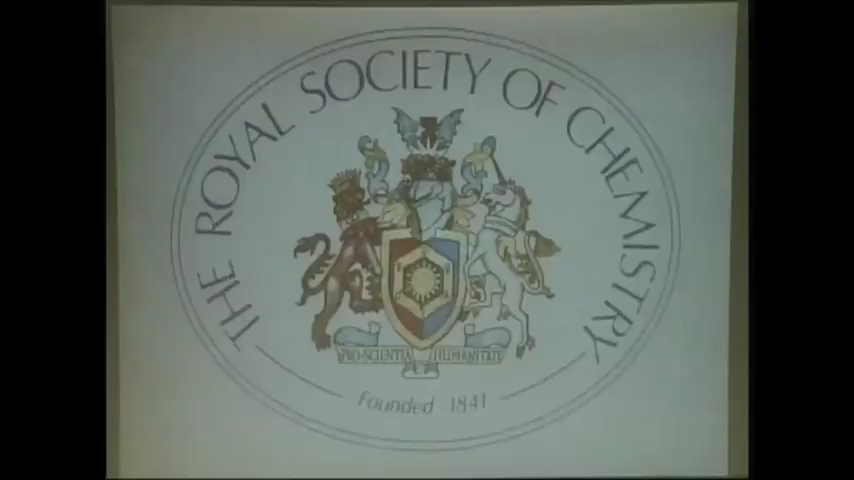 THE ROYAL SOCIETY OF CHEMISTRY
PRO·SCIENTIA HUMANITATE
Founded 1841